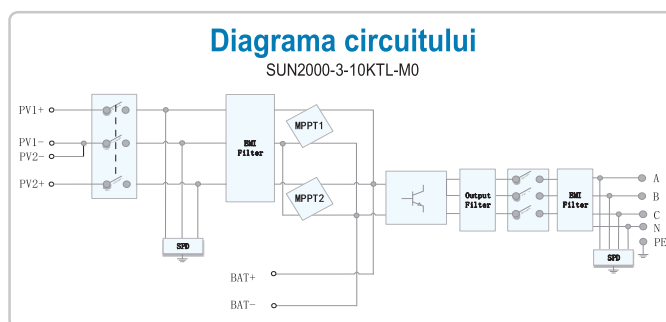 Diagrama circuitului
SUN2000-3-10KTL-M0
PV1+
PV1-
PV2-
PV2+
EMI
Filter
MPPT1
MPPT2
SPD
BAT+
BAT-
Output
Filter
EMI
Filter
A
B
C
N
PE
SPD